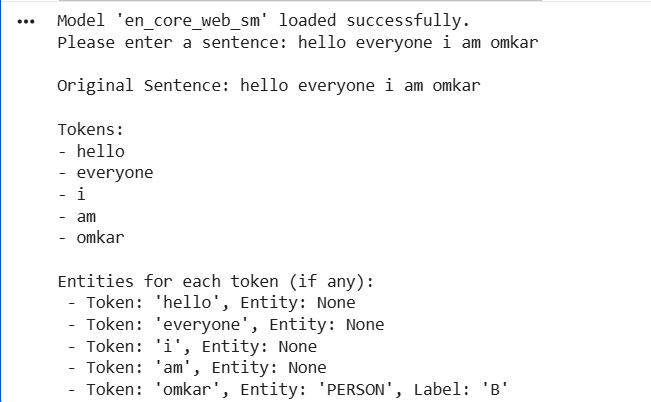 ••• Model 'en_core_web_sm' loaded successfully.
Please enter a sentence: hello everyone i am omkar
Original Sentence: hello everyone i am omkar
Tokens:
- hello
- everyone
- i
- am
- omkar
Entities for each token (if any):
- Token: 'hello', Entity: None
- Token: 'everyone', Entity: None
- Token: 'i', Entity: None
- Token: 'am', Entity: None
- Token: 'omkar', Entity: 'PERSON', Label: 'B'